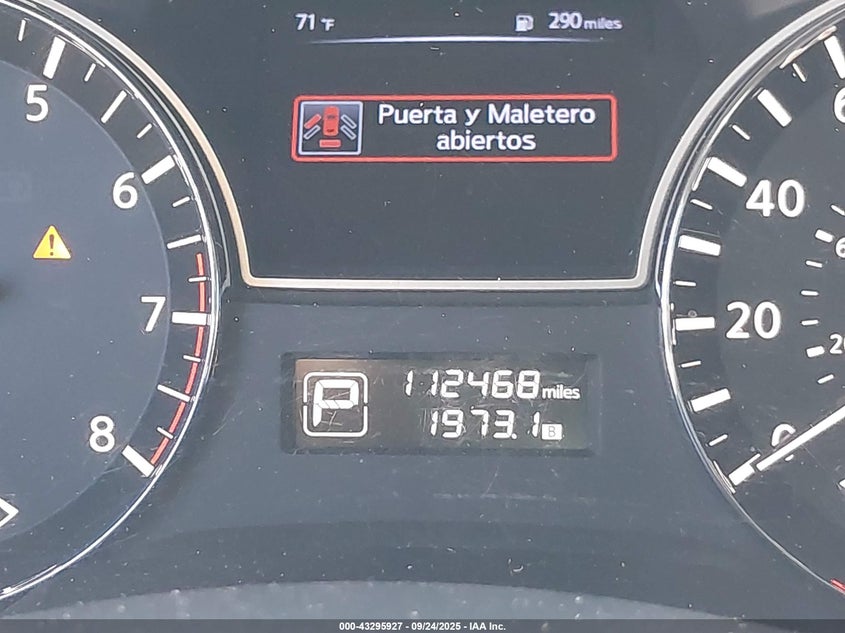 71 °F
290 miles
Puerta y Maletero
abiertos
5
6
7
8
40
20
0
P
112468 miles
1973.1 B
000-43295927 - 09/24/2025 - IAA Inc.